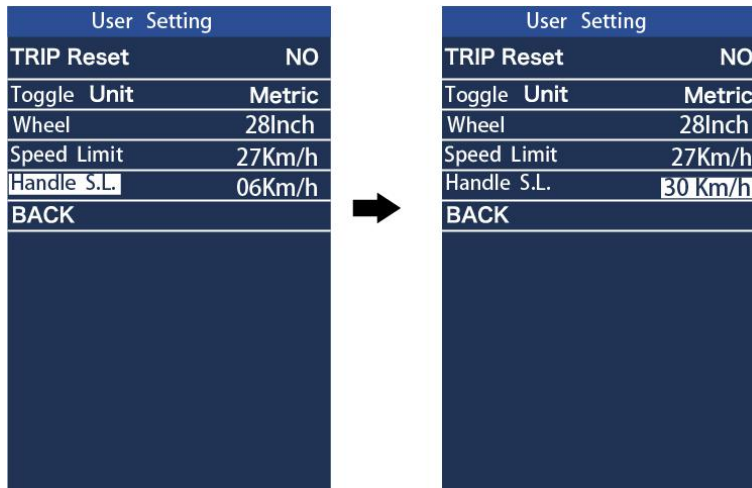 User Setting
TRIP Reset NO
Toggle Unit Metric
Wheel 28Inch
Speed Limit 27Km/h
Handle S.L. 06Km/h
BACK
User Setting
TRIP Reset NO
Toggle Unit Metric
Wheel 28Inch
Speed Limit 27Km/h
Handle S.L. 30 Km/h
BACK